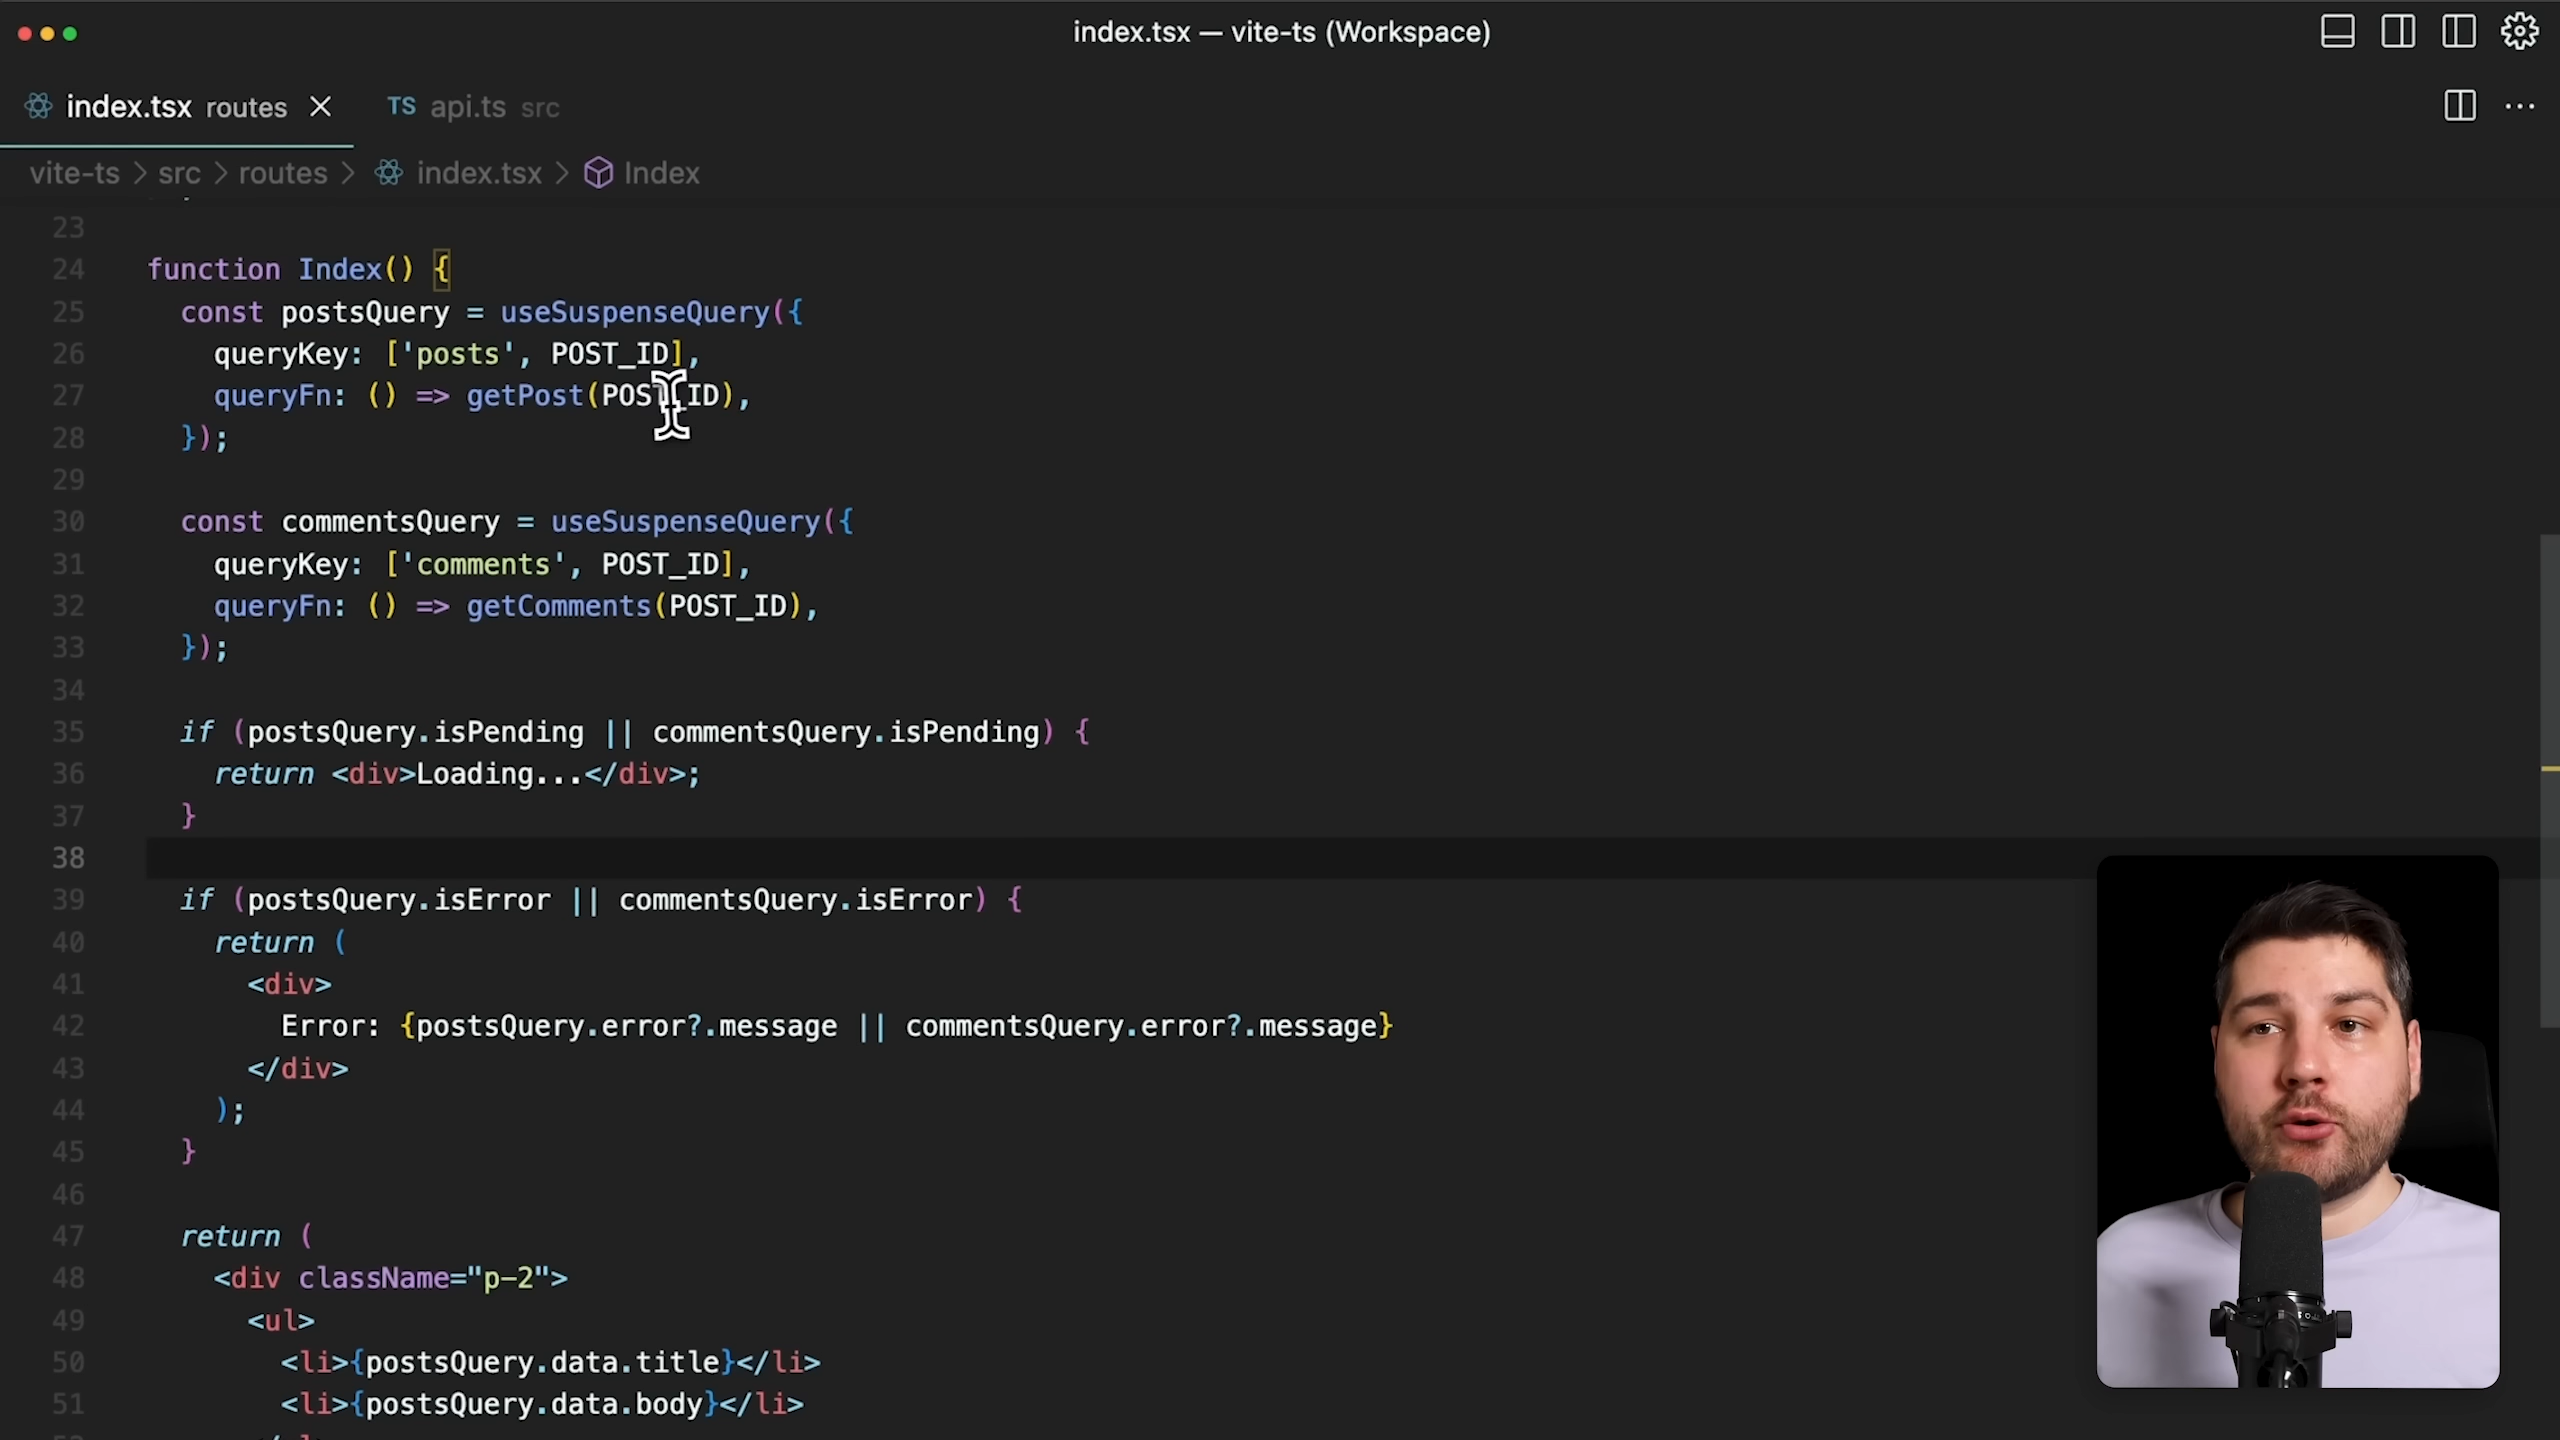 index.tsx — vite-ts (Workspace)
index.tsx routes
TS api.ts src
vite-ts > src > routes > index.tsx > Index
23
24 function Index() {
25 const postsQuery = useSuspenseQuery({
26 queryKey: ['posts', POST_ID],
27 queryFn: () => getPost(POST_ID),
28 });
29
30 const commentsQuery = useSuspenseQuery({
31 queryKey: ['comments', POST_ID],
32 queryFn: () => getComments(POST_ID),
33 });
34
35 if (postsQuery.isPending || commentsQuery.isPending) {
36 return <div>Loading...</div>;
37 }
38
39 if (postsQuery.isError || commentsQuery.isError) {
40 return (
41 <div>
42 Error: {postsQuery.error?.message || commentsQuery.error?.message}
43 </div>
44 );
45 }
46
47 return (
48 <div className="p-2">
49 <ul>
50 <li>{postsQuery.data.title}</li>
51 <li>{postsQuery.data.body}</li>